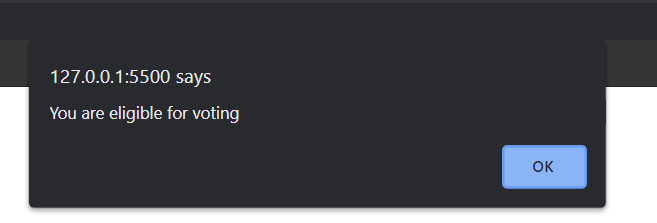 127.0.0.1:5500 says
You are eligible for voting
OK